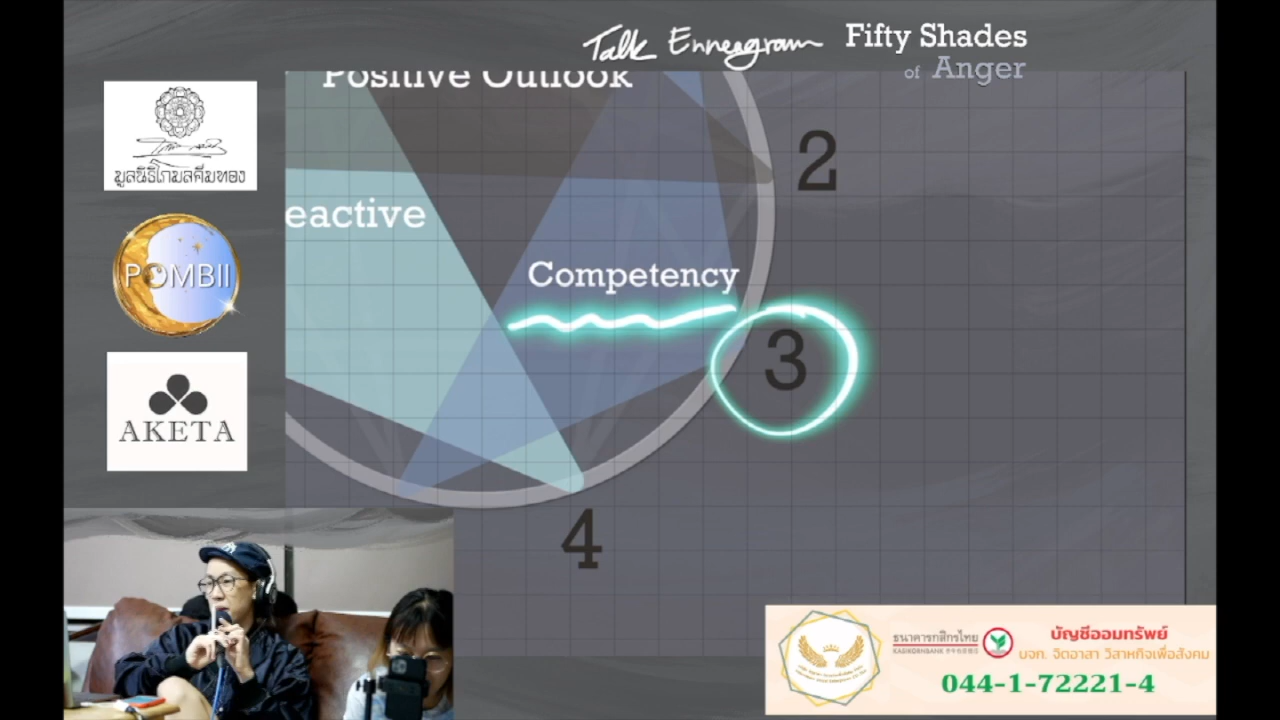 Talk Enneagram
Fifty Shades
of Anger
Positive Outlook
2
มูลนิธิโกมลคีมทอง
eactive
POMBII
Competency
3
AKETA
4
ธนาคารกสิกรไทย
KASIKORNBANK
บัญชีออมทรัพย์
บจก. จิตอาสา วิสาหกิจเพื่อสังคม
044-1-72221-4